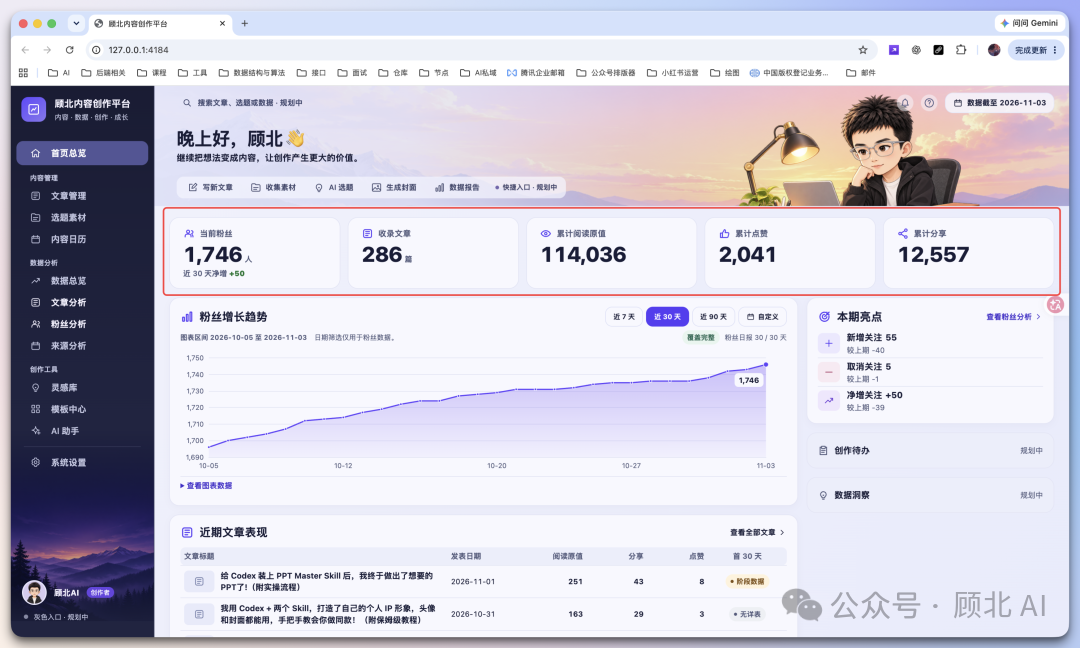 顾北内容创作平台
问问 Gemini
127.0.0.1:4184
完成更新
AI
后端相关
课程
工具
数据结构与算法
接口
面试
仓库
节点
AI私域
腾讯企业邮箱
公众号排版器
小红书运营
绘图
中国版权登记业务...
邮件
顾北内容创作平台
内容 · 数据 · 创作 · 成长
首页总览
内容管理
文章管理
选题素材
内容日历
数据分析
数据总览
文章分析
粉丝分析
来源分析
创作工具
灵感库
模板中心
AI 助手
系统设置
顾北AI
创作者
灰色入口 · 规划中
搜索文章、选题或数据 · 规划中
数据截至 2026-11-03
晚上好，顾北👋
继续把想法变成内容，让创作产生更大的价值。
写新文章
收集素材
AI 选题
生成封面
数据报告
快捷入口 · 规划中
当前粉丝
1,746 人
近 30 天净增 +50
收录文章
286 篇
累计阅读原值
114,036
累计点赞
2,041
累计分享
12,557
粉丝增长趋势
近 7 天
近 30 天
近 90 天
自定义
图表区间 2026-10-05 至 2026-11-03 日期筛选仅用于粉丝数据。
覆盖完整
粉丝日报 30 / 30 天
1,750
1,740
1,730
1,720
1,710
1,700
1,690
1,746
10-05
10-12
10-20
10-27
11-03
查看图表数据
本期亮点
查看粉丝分析
新增关注 55
较上期 -40
取消关注 5
较上期 -1
净增关注 +50
较上期 -39
创作待办
规划中
数据洞察
规划中
近期文章表现
查看全部文章
文章标题 发表日期 阅读原值 分享 点赞 首 30 天
给 Codex 装上 PPT Master Skill 后，我终于做出了想要的
PPT了！(附实操流程)
2026-11-01 251 43 8 阶段数据
我用 Codex + 两个 Skill，打造了自己的个人 IP 形象，头像
和封面都能用，手把手教会你做同款！（附保姆级教程）
2026-10-31 163 29 3 无详表
公众号 · 顾北 AI